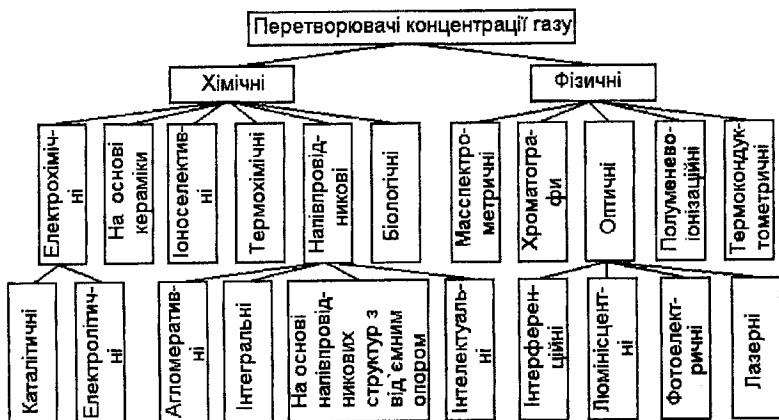 Перетворювачі концентрації газу
Хімічні
Фізичні
Електрохіміч-
ні
На основі
кераміки
Іоноселектив-
ні
Термохімічні
Напівпровід-
никові
Біологічні
Масспектро-
метричні
Хроматогра-
фи
Оптичні
Полуменево-
іонізаційні
Термокондук-
тометричні
Каталітичні
Електролітич-
ні
Агломератив-
ні
Інтегральні
На основі
напівпровід-
никових
структур з
від`ємним
опором
Інтелектуаль-
ні
Інтерферен-
ційні
Люмінісцент-
ні
Фотоелект-
ричні
Лазерні